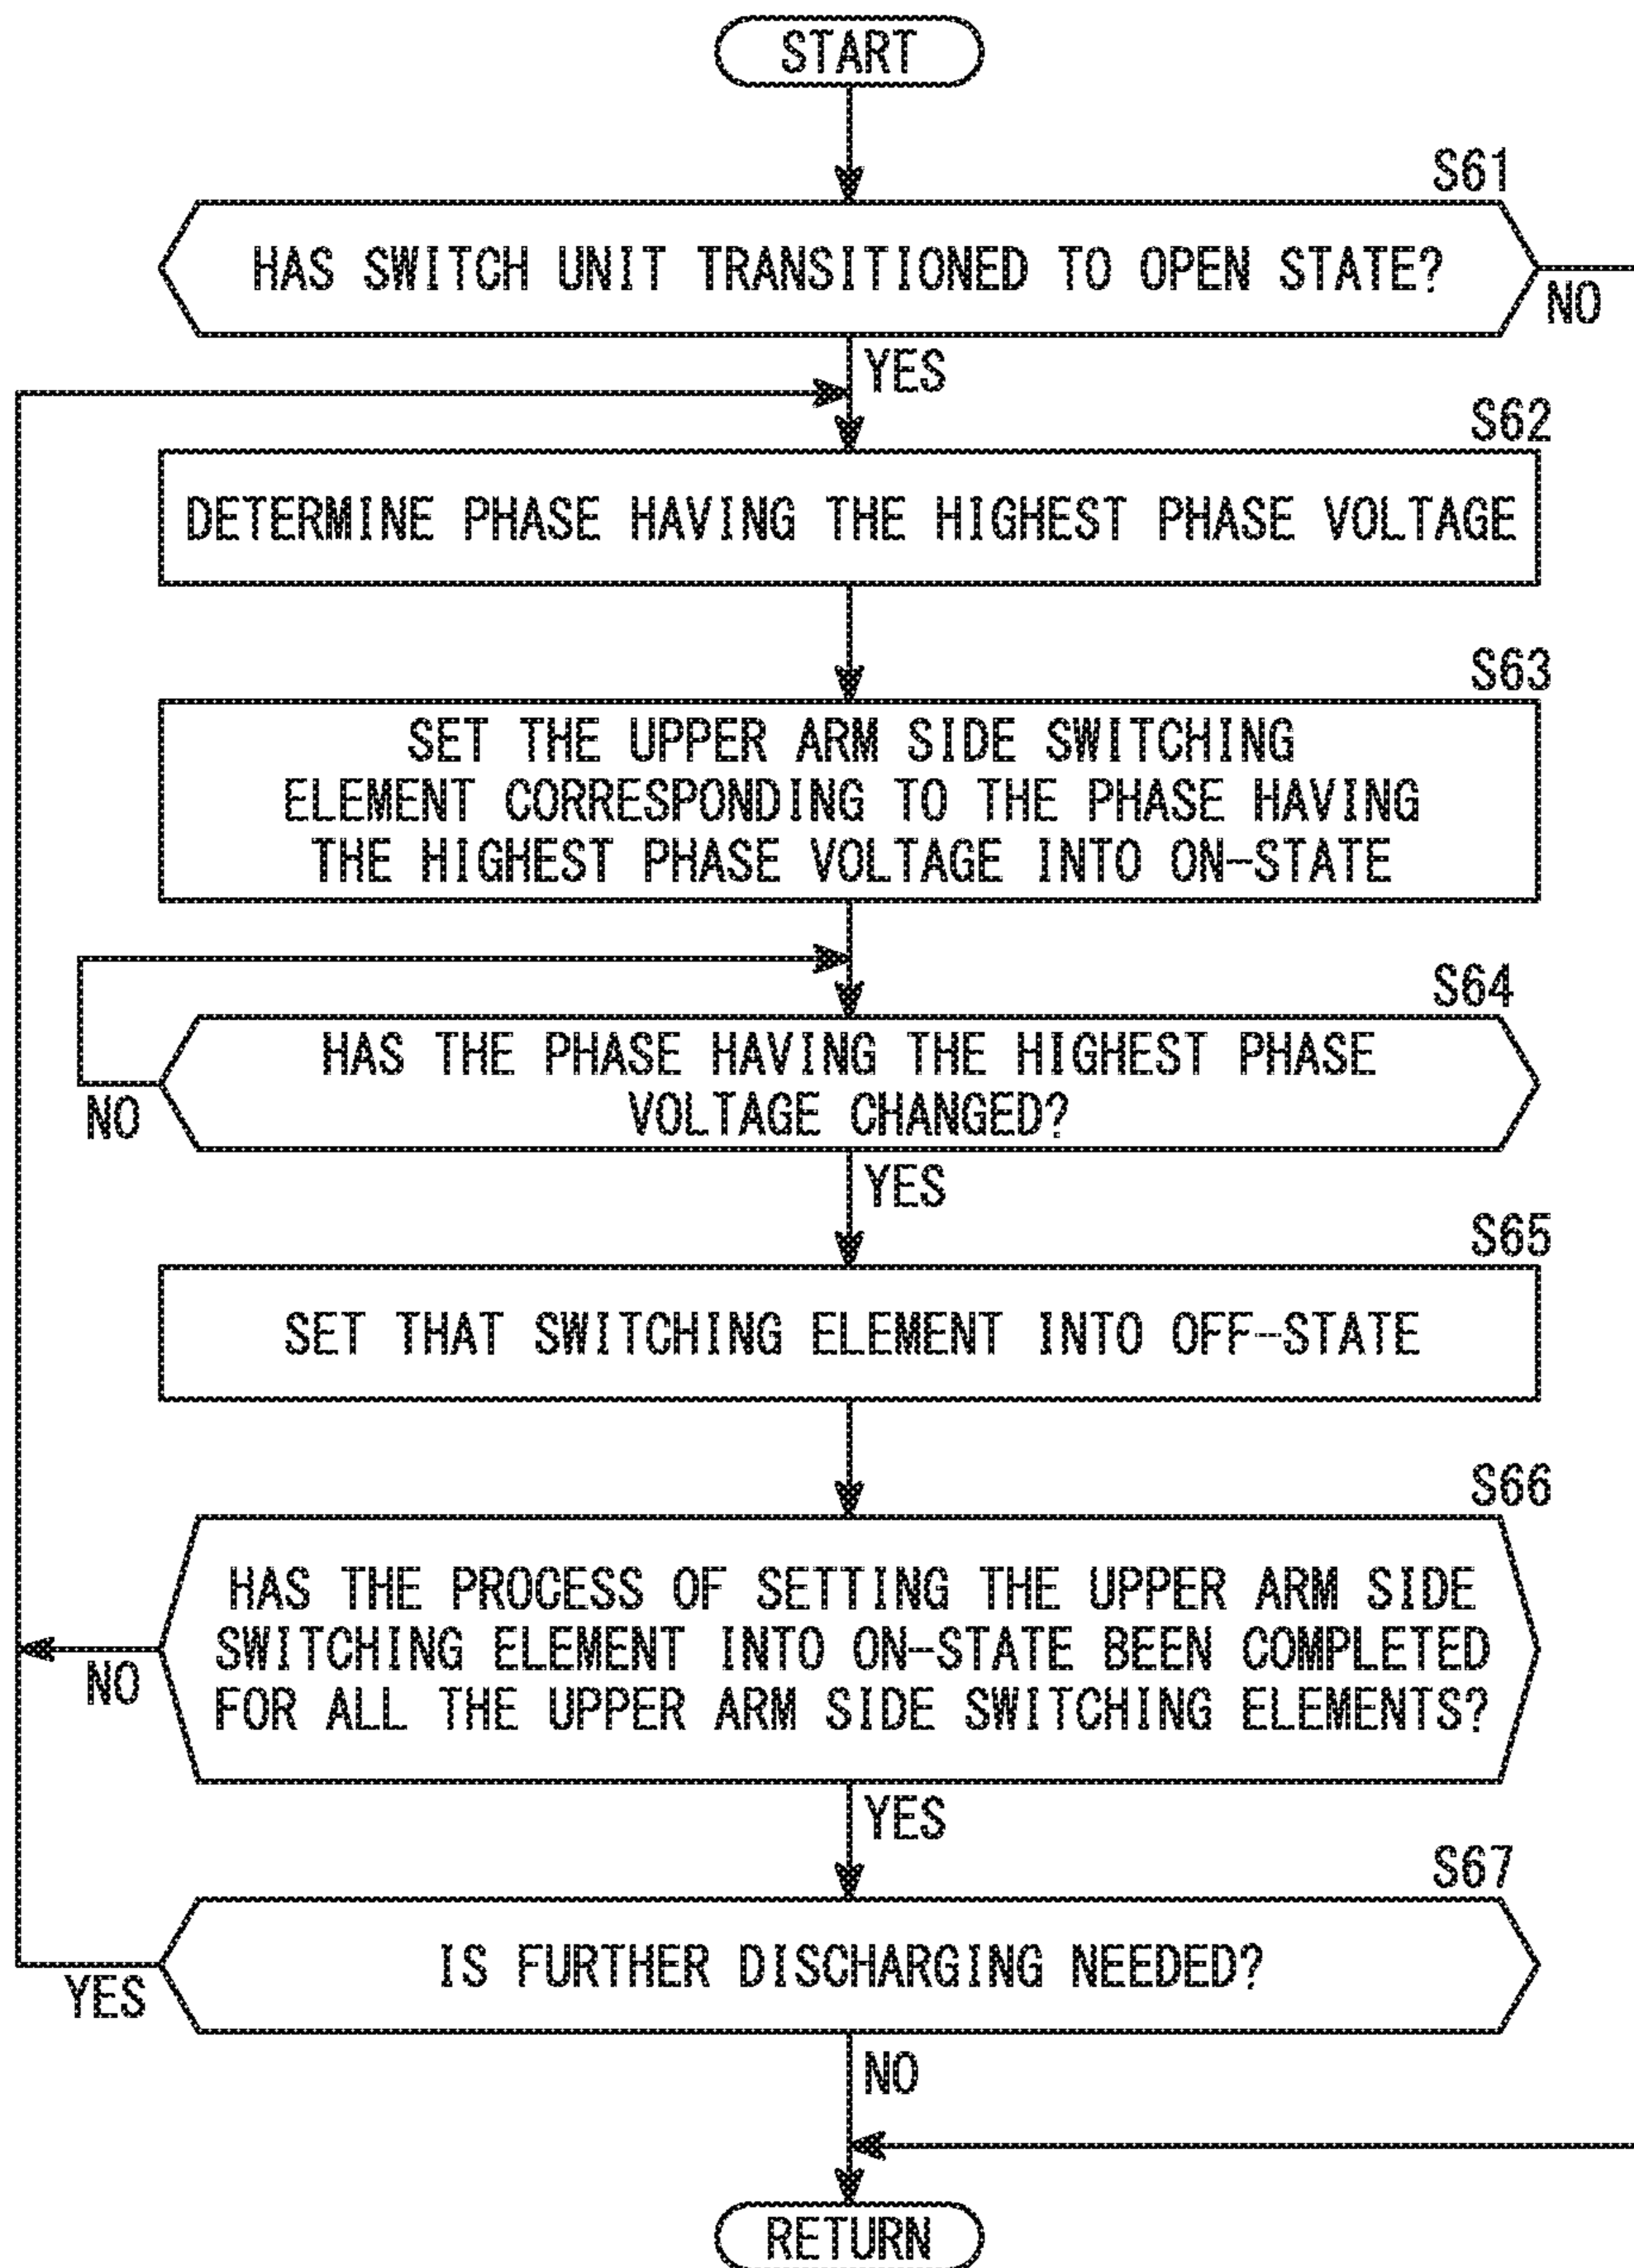 START
S61
HAS SWITCH UNIT TRANSITIONED TO OPEN STATE?
NO
YES
S62
DETERMINE PHASE HAVING THE HIGHEST PHASE VOLTAGE
S63
SET THE UPPER ARM SIDE SWITCHING
ELEMENT CORRESPONDING TO THE PHASE HAVING
THE HIGHEST PHASE VOLTAGE INTO ON-STATE
S64
HAS THE PHASE HAVING THE HIGHEST PHASE
VOLTAGE CHANGED?
NO
YES
S65
SET THAT SWITCHING ELEMENT INTO OFF-STATE
S66
HAS THE PROCESS OF SETTING THE UPPER ARM SIDE
SWITCHING ELEMENT INTO ON-STATE BEEN COMPLETED
FOR ALL THE UPPER ARM SIDE SWITCHING ELEMENTS?
NO
YES
S67
IS FURTHER DISCHARGING NEEDED?
YES
NO
RETURN